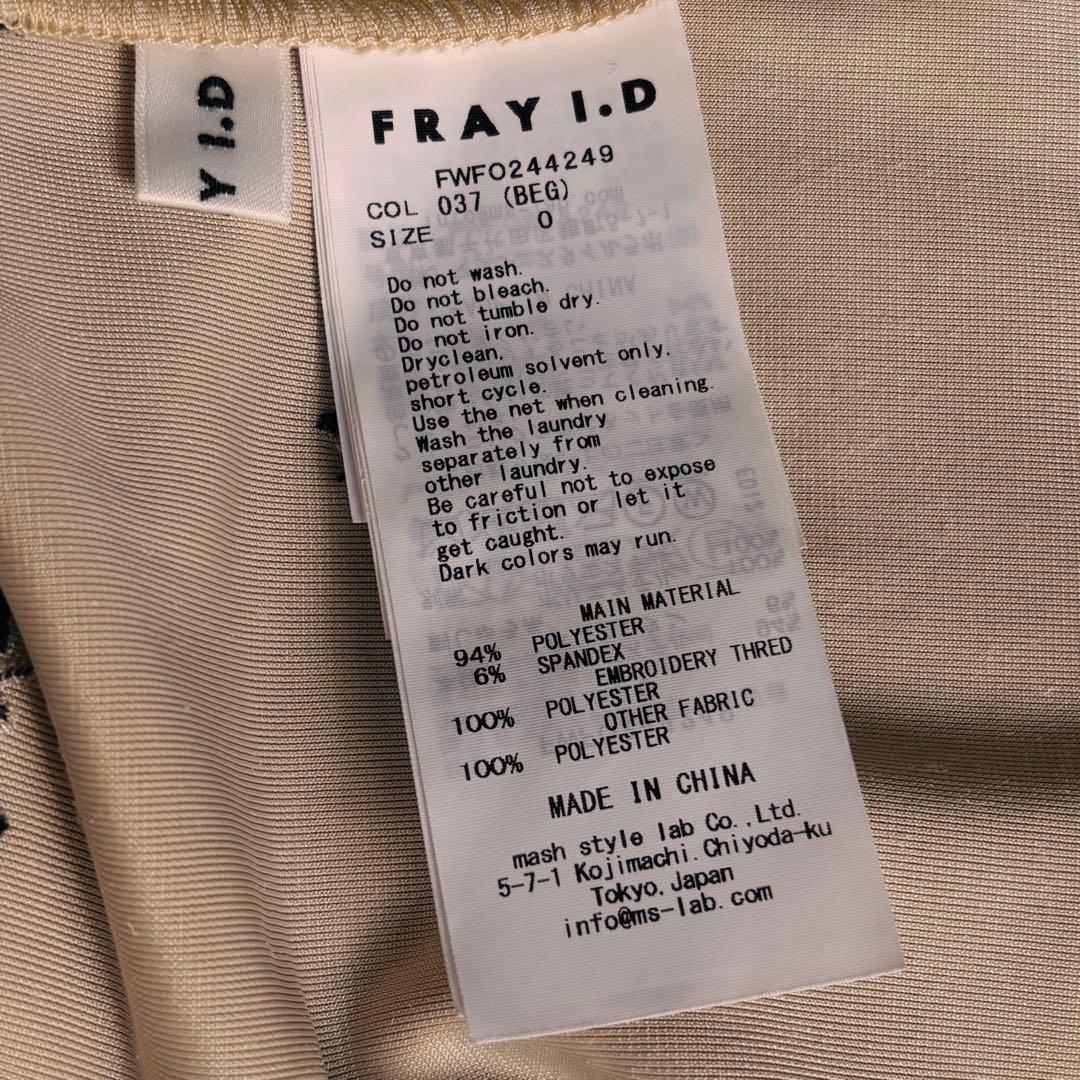 Y I.D
FRAY I.D
FWFO244249
COL 037 (BEG)
SIZE 0
Do not wash.
Do not bleach.
Do not tumble dry.
Do not iron.
Dryclean.
petroleum solvent only.
short cycle.
Use the net when cleaning.
Wash the laundry
separately from
other laundry.
Be careful not to expose
to friction or let it
get caught.
Dark colors may run.
MAIN MATERIAL
94% POLYESTER
6% SPANDEX
EMBROIDERY THRED
100% POLYESTER
OTHER FABRIC
100% POLYESTER
MADE IN CHINA
mash style lab Co.,Ltd.
5-7-1 Kojimachi.Chiyoda-ku
Tokyo.Japan
info@ms-lab.com